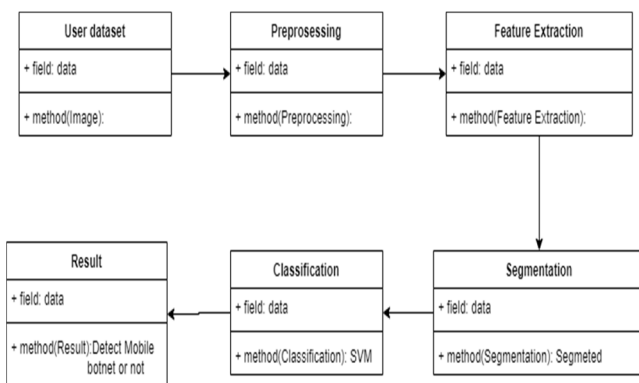 User dataset
+ field: data
+ method(Image):
Preprosessing
+ field: data
+ method(Preprocessing):
Feature Extraction
+ field: data
+ method(Feature Extraction):
Result
+ field: data
+ method(Result):Detect Mobile
botnet or not
Classification
+ field: data
+ method(Classification): SVM
Segmentation
+ field: data
+ method(Segmentation): Segmeted